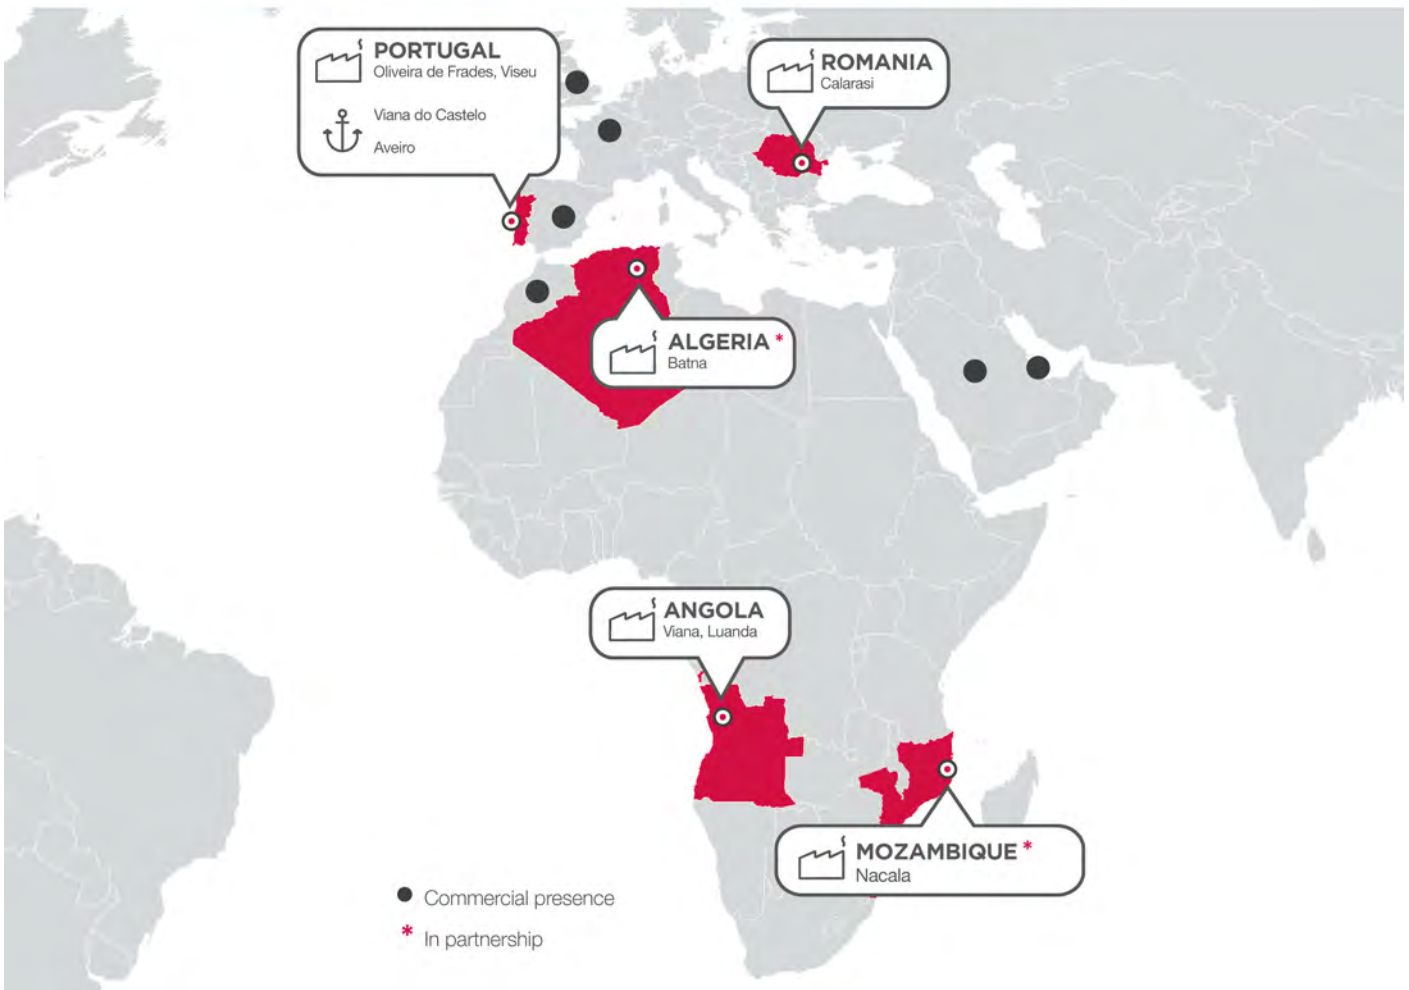 PORTUGAL
Oliveira de Frades, Viseu
Viana do Castelo
Aveiro
ROMANIA
Calarasi
ALGERIA *
Batna
ANGOLA
Viana, Luanda
MOZAMBIQUE *
Nacala
Commercial presence
* In partnership